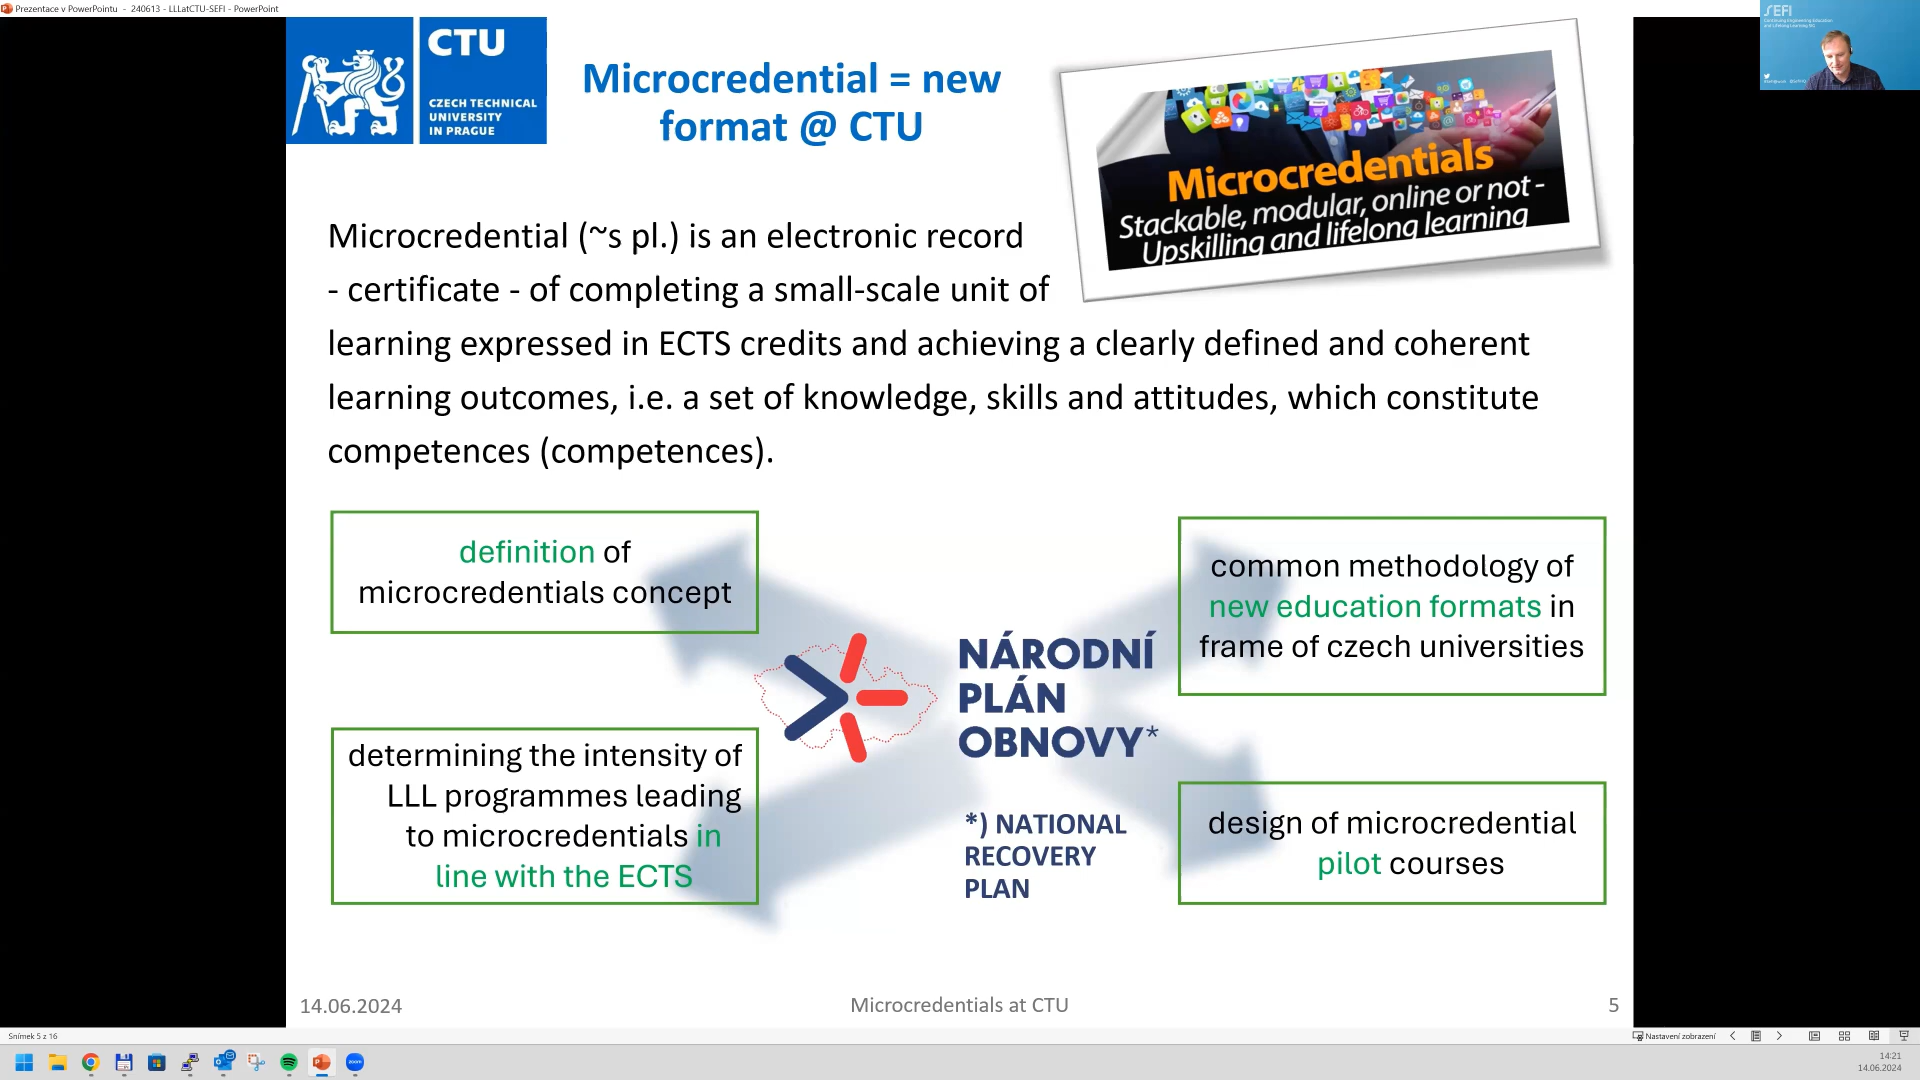 Prezentace v PowerPointu - 240613 - LLLatCTU-SEFI - PowerPoint
SEFI
CTU
CZECH TECHNICAL
UNIVERSITY
IN PRAGUE
Microcredential = new
format @ CTU
Microcredentials
Stackable, modular, online or not -
Upskilling and lifelong learning
Microcredential (~s pl.) is an electronic record
- certificate - of completing a small-scale unit of
learning expressed in ECTS credits and achieving a clearly defined and coherent
learning outcomes, i.e. a set of knowledge, skills and attitudes, which constitute
competences (competences).
definition of
microcredentials concept
common methodology of
new education formats in
frame of czech universities
NÁRODNÍ
PLÁN
OBNOVY*
determining the intensity of
LLL programmes leading
to microcredentials in
line with the ECTS
*) NATIONAL
RECOVERY
PLAN
design of microcredential
pilot courses
14.06.2024
Microcredentials at CTU
5
Snímek 5 z 16
Nastavení zobrazení
zoom
14:21
14.06.2024